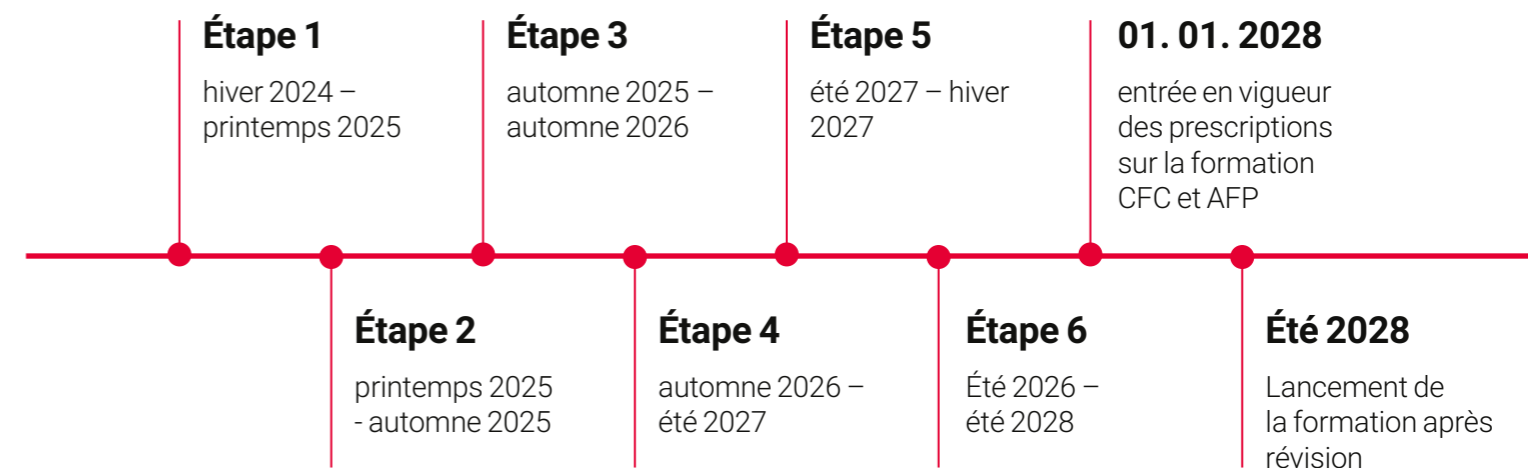 Étape 1
hiver 2024 –
printemps 2025
Étape 2
printemps 2025
- automne 2025
Étape 3
automne 2025 –
automne 2026
Étape 4
automne 2026 –
été 2027
Étape 5
été 2027 – hiver
2027
Étape 6
Été 2026 –
été 2028
01. 01. 2028
entrée en vigueur
des prescriptions
sur la formation
CFC et AFP
Été 2028
Lancement de
la formation après
révision